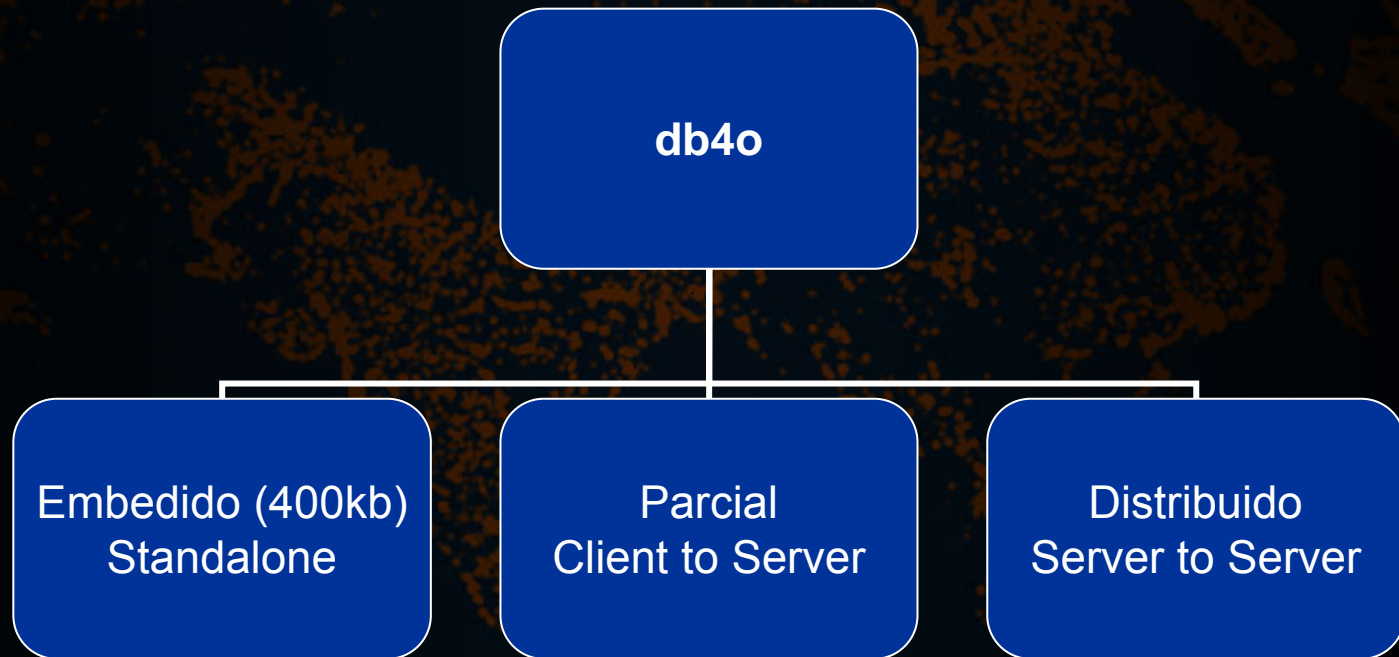 db4o
Embedido (400kb)
Standalone
Parcial
Client to Server
Distribuido
Server to Server